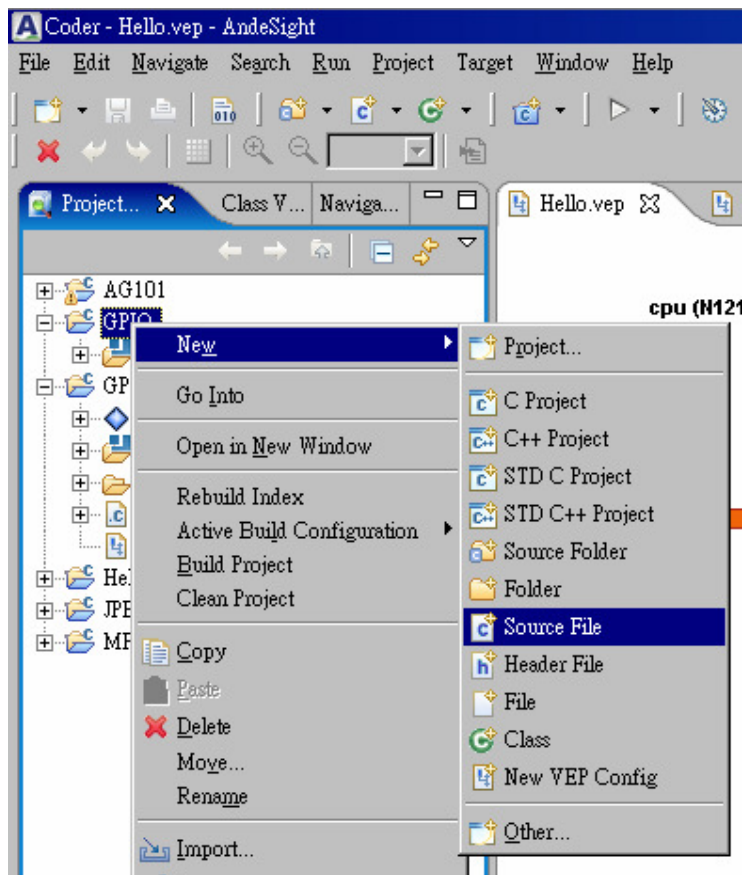 Coder - Hello.vep - AndeSight
File Edit Navigate Search Run Project Target Window Help
Project... Class V... Naviga... Hello.vep
cpu (N121
AG101
GPIO
GP
Hel
JPE
New
Go Into
Open in New Window
Rebuild Index
Active Build Configuration
Build Project
Clean Project
Copy
Paste
Delete
Move...
Rename
Import...
Project...
C Project
C++ Project
STD C Project
STD C++ Project
Source Folder
Folder
Source File
Header File
File
Class
New VEP Config
Other...